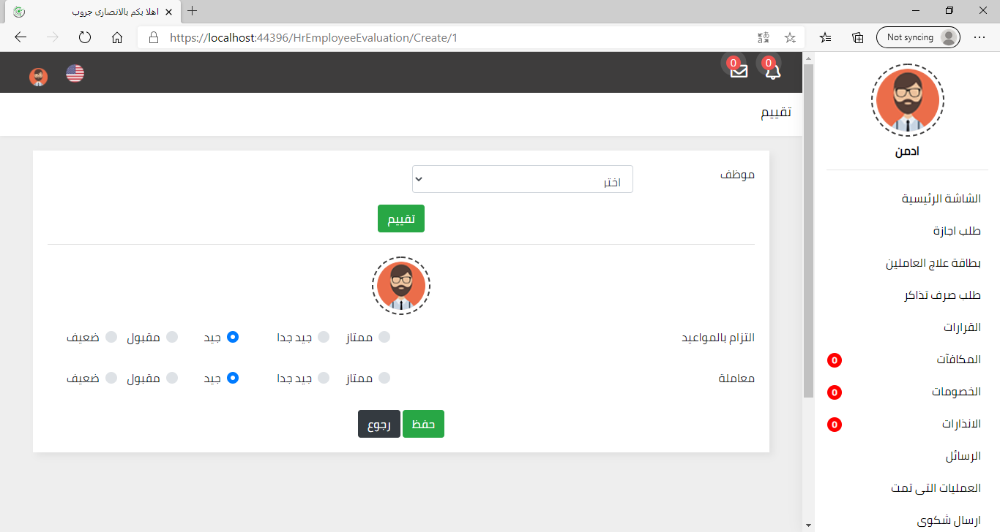 اهلا بكم بالانصارى جروب
https://localhost:44396/HrEmployeeEvaluation/Create/1
Not syncing
0
0
تقييم
ادمن
الشاشة الرئيسية
طلب اجازة
بطاقة علاج العاملين
طلب صرف تذاكر
القرارات
المكافآت 0
الخصومات 0
الانذارات 0
الرسائل
العمليات التى تمت
ارسال شكوى
موظف
اختر
تقييم
التزام بالمواعيد ممتاز جيد جدا جيد مقبول ضعيف
معاملة ممتاز جيد جدا جيد مقبول ضعيف
حفظ رجوع